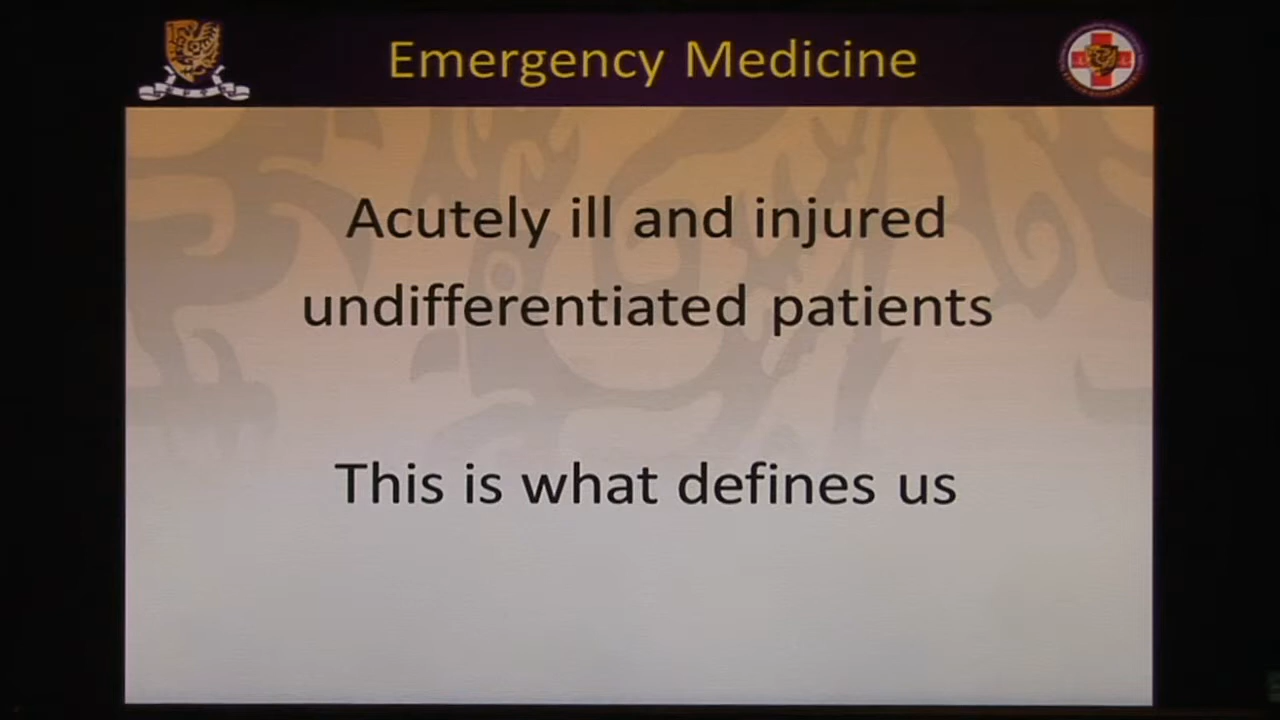 Emergency Medicine
Acutely ill and injured
undifferentiated patients
This is what defines us